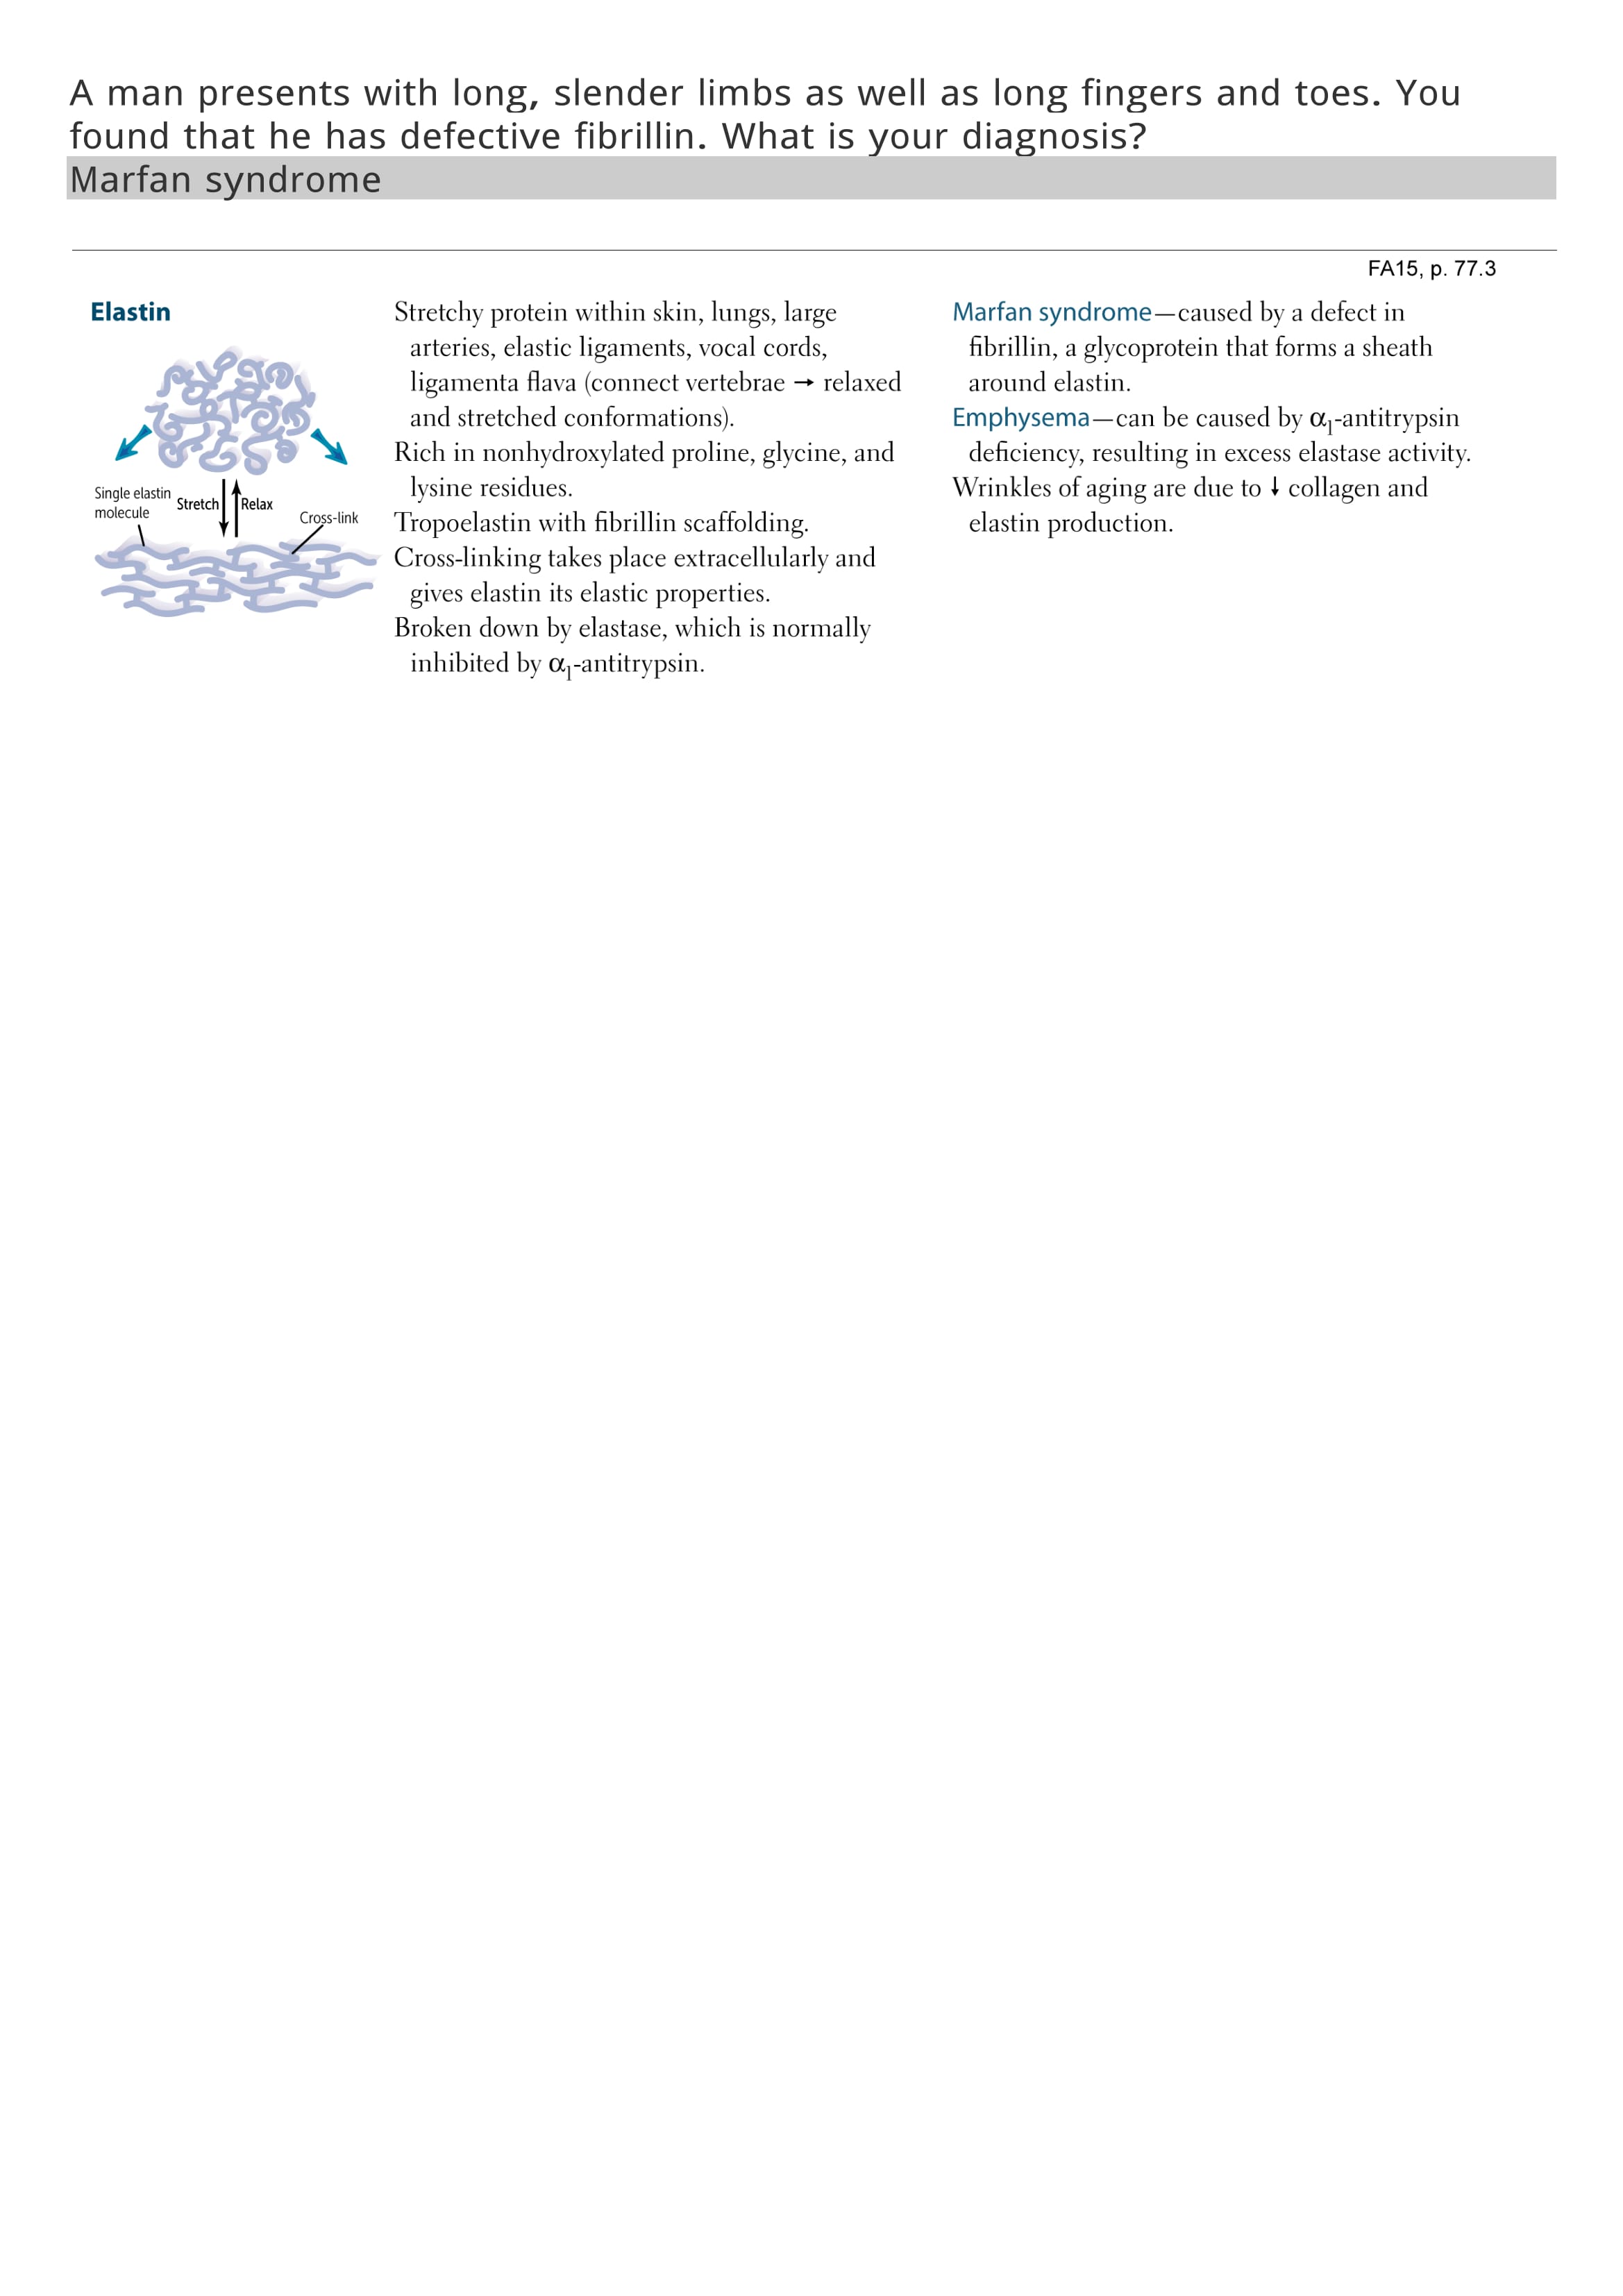 A man presents with long, slender limbs as well as long fingers and toes. You
found that he has defective fibrillin. What is your diagnosis?
Marfan syndrome
FA15, p. 77.3
Elastin
Single elastin
molecule
Stretch
Relax
Cross-link
Stretchy protein within skin, lungs, large
arteries, elastic ligaments, vocal cords,
ligamenta flava (connect vertebrae → relaxed
and stretched conformations).
Rich in nonhydroxylated proline, glycine, and
lysine residues.
Tropoelastin with fibrillin scaffolding.
Cross-linking takes place extracellularly and
gives elastin its elastic properties.
Broken down by elastase, which is normally
inhibited by α₁-antitrypsin.
Marfan syndrome—caused by a defect in
fibrillin, a glycoprotein that forms a sheath
around elastin.
Emphysema—can be caused by α₁-antitrypsin
deficiency, resulting in excess elastase activity.
Wrinkles of aging are due to ↓ collagen and
elastin production.